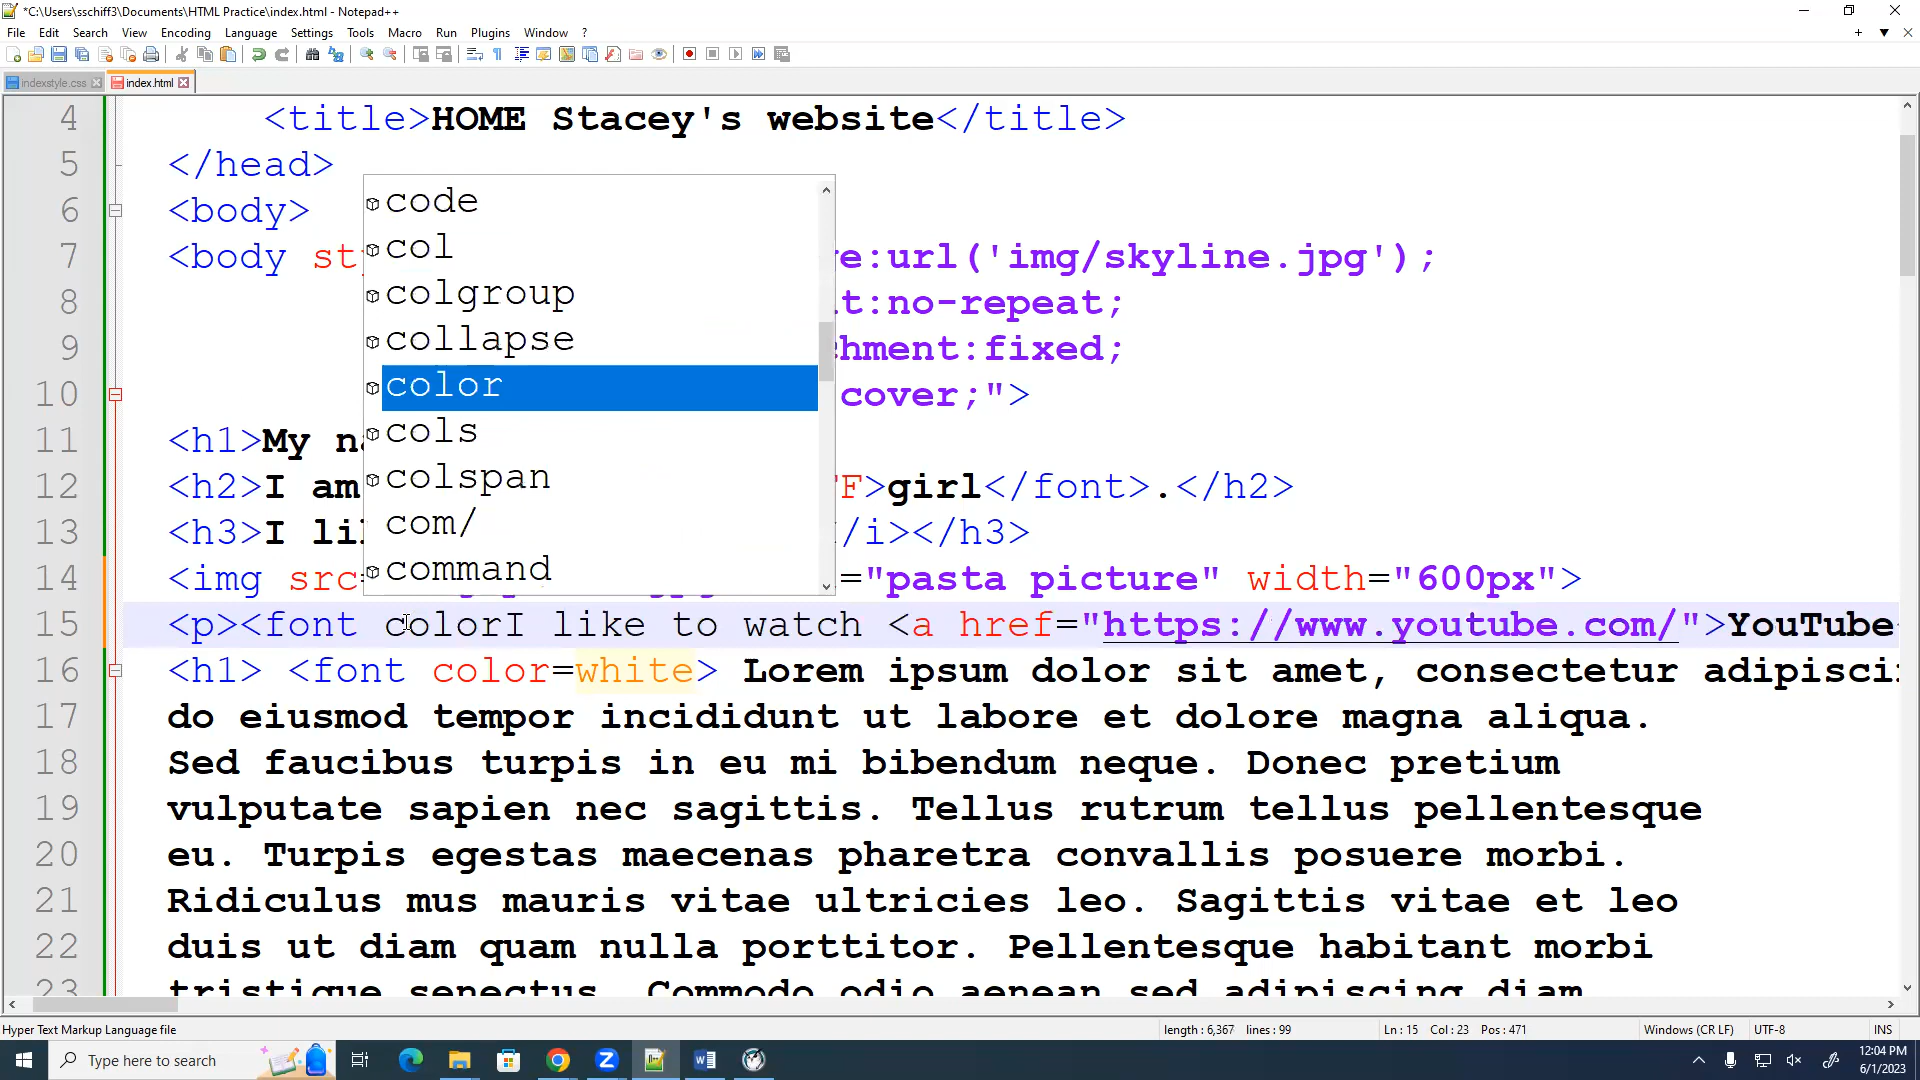 *C:\Users\sschiff3\Documents\HTML Practice\index.html - Notepad++
File Edit Search View Encoding Language Settings Tools Macro Run Plugins Window ?
indexstyle.css index.html
4 <title>HOME Stacey's website</title>
5 </head>
6 <body>
7 <body re:url('img/skyline.jpg');
8 t:no-repeat;
9 hment:fixed;
10 cover;">
11 <h1>My
12 <h2>I am F>girl</font>.</h2>
13 <h3>I /i></h3>
14 <img src= ="pasta picture" width="600px">
15 <p><font colorI like to watch <a href="https://www.youtube.com/">YouTube
16 <h1> <font color=white> Lorem ipsum dolor sit amet, consectetur adipisci
17 do eiusmod tempor incididunt ut labore et dolore magna aliqua.
18 Sed faucibus turpis in eu mi bibendum neque. Donec pretium
19 vulputate sapien nec sagittis. Tellus rutrum tellus pellentesque
20 eu. Turpis egestas maecenas pharetra convallis posuere morbi.
21 Ridiculus mus mauris vitae ultricies leo. Sagittis vitae et leo
22 duis ut diam quam nulla porttitor. Pellentesque habitant morbi
23 tristique senectus. Commodo odio aenean sed adipiscing diam
code
col
colgroup
collapse
color
cols
colspan
com/
command
Hyper Text Markup Language file length : 6,367 lines : 99 Ln : 15 Col : 23 Pos : 471 Windows (CR LF) UTF-8 INS
Type here to search
12:04 PM
6/1/2023